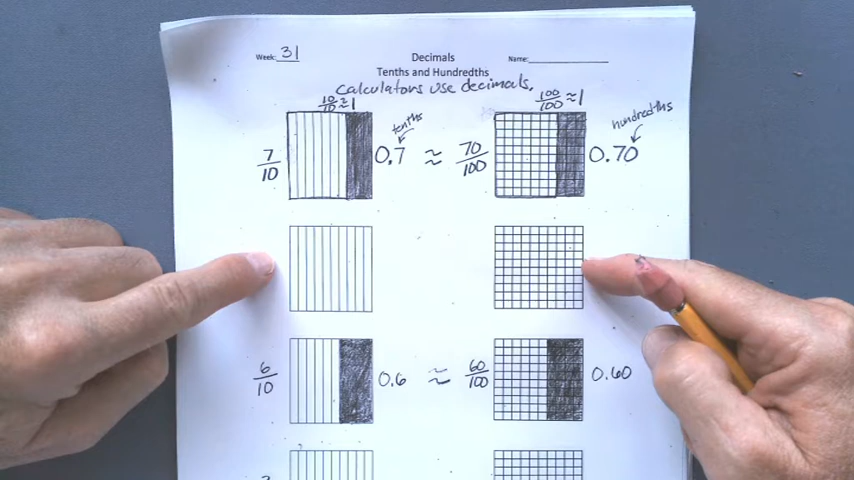 Week: 31 Decimals Name:
Tenths and Hundredths
Calculators use decimals.
10/10 ≈ 1 100/100 ≈ 1
tenths hundredths
7/10 0.7 ≈ 70/100 0.70
6/10 0.6 ≈ 60/100 0.60